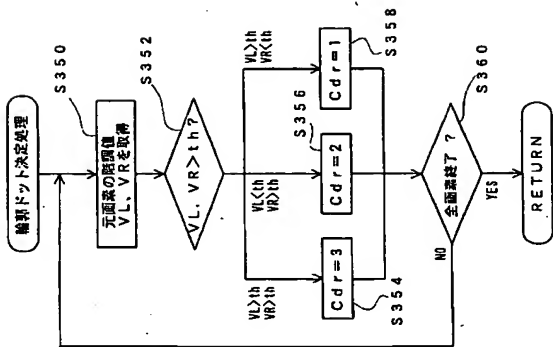 輪郭ドット決定処理
S350
元画素の階調値
VL、VRを取得
S352
VL、VR>th?
VL>th
VR>th
VL<th
VR>th
VL>th
VR<th
S354
Cdr=3
S356
Cdr=2
S358
Cdr=1
S360
全画素終了 ?
NO
YES
RETURN